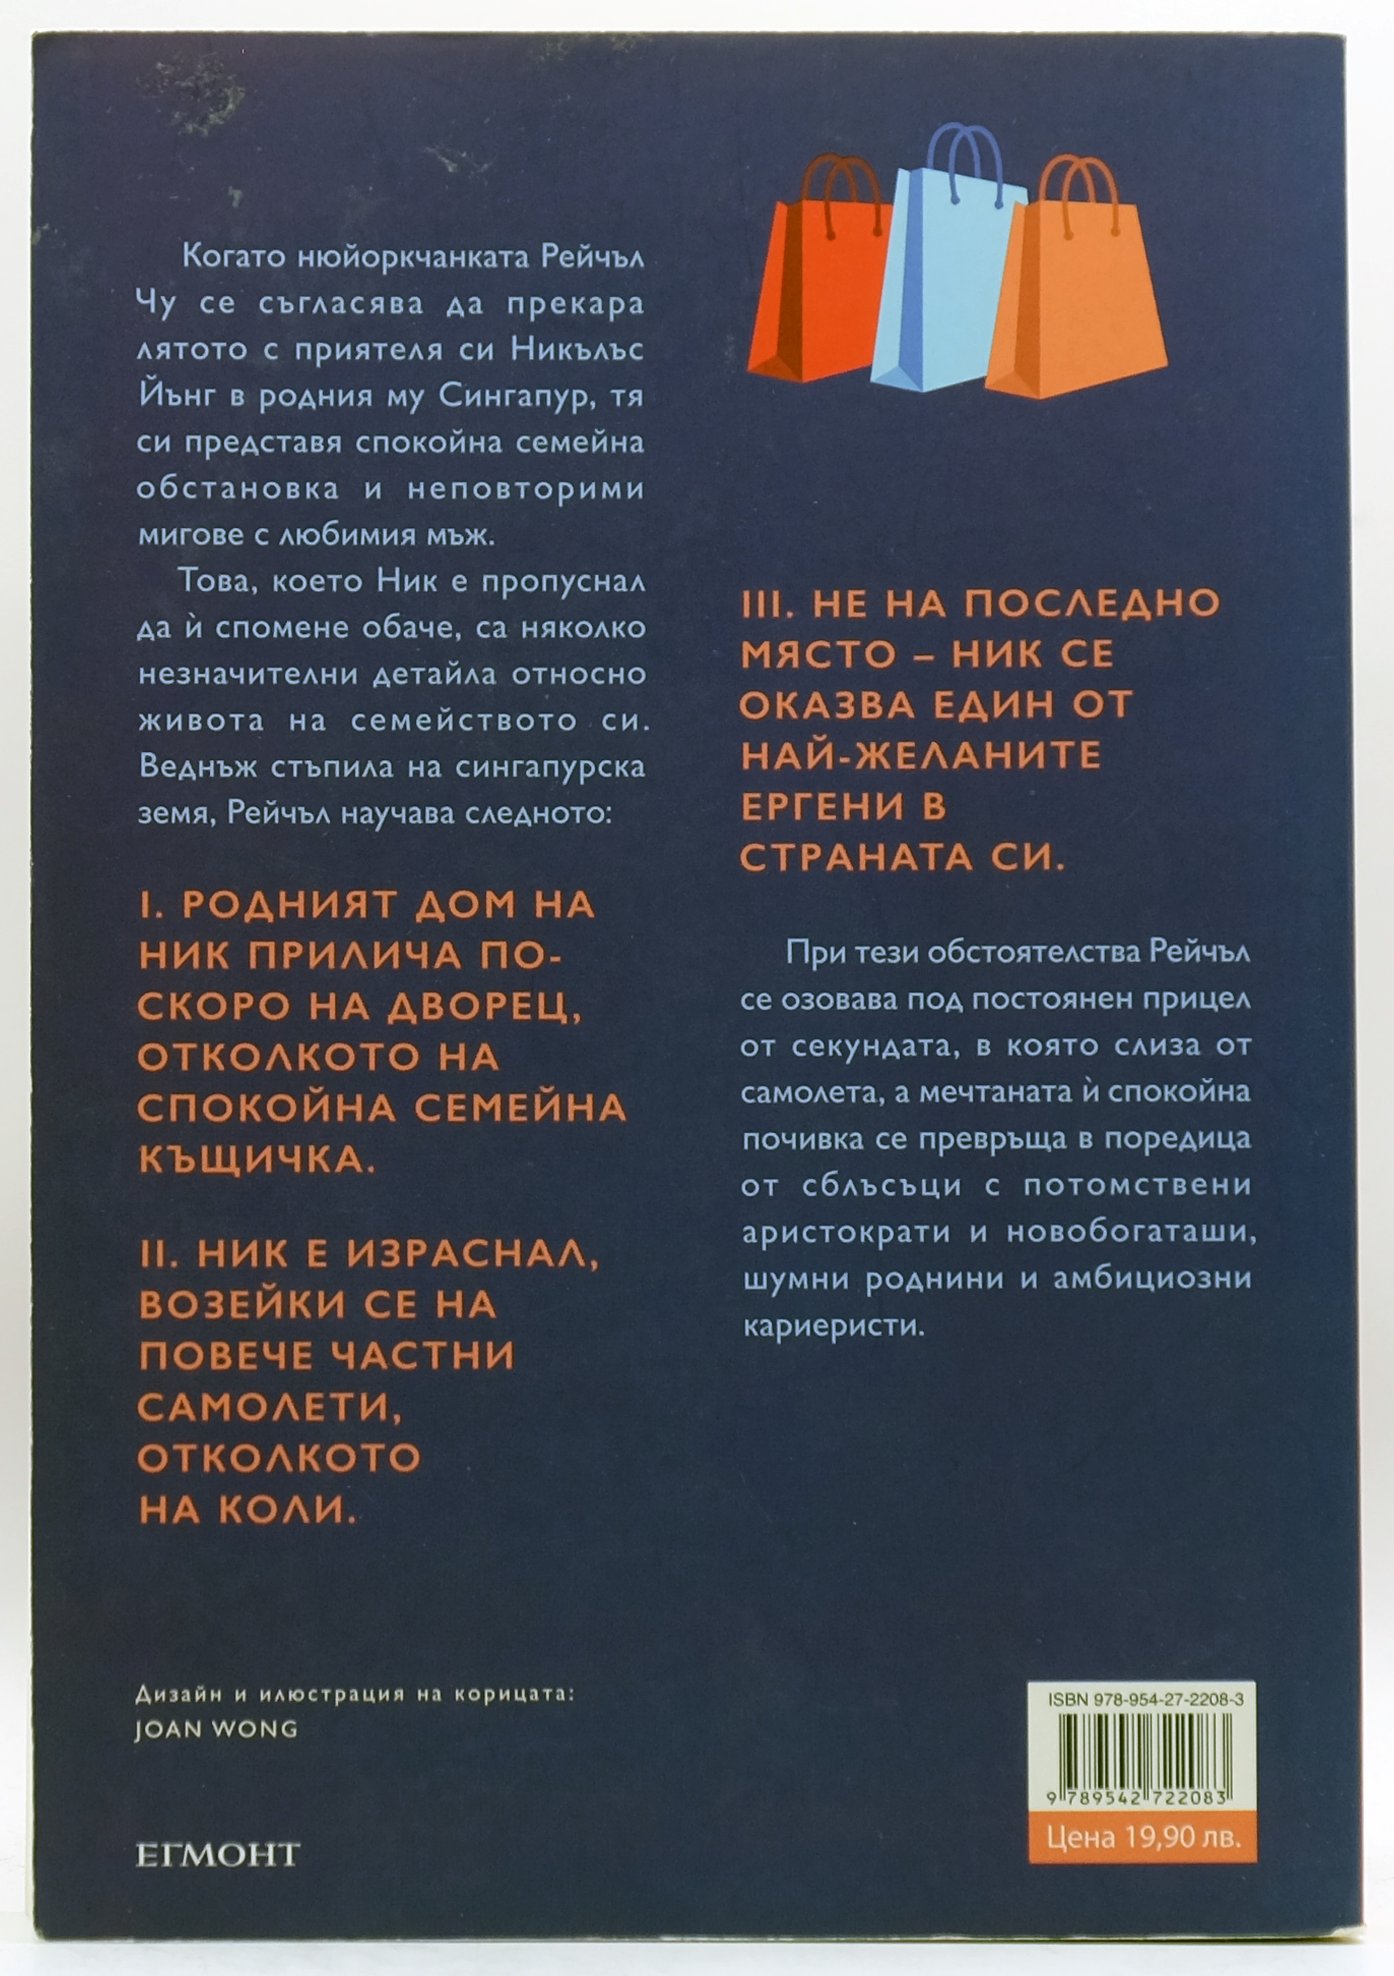 Когато нюйоркчанката Рейчъл
Чу се съгласява да прекара
лятото с приятеля си Никълъс
Йънг в родния му Сингапур, тя
си представя спокойна семейна
обстановка и неповторими
мигове с любимия мъж.
Това, което Ник е пропуснал
да ѝ спомене обаче, са няколко
незначителни детайла относно
живота на семейството си.
Веднъж стъпила на сингапурска
земя, Рейчъл научава следното:
I. РОДНИЯТ ДОМ НА
НИК ПРИЛИЧА ПО-
СКОРО НА ДВОРЕЦ,
ОТКОЛКОТО НА
СПОКОЙНА СЕМЕЙНА
КЪЩИЧКА.
II. НИК Е ИЗРАСНАЛ,
ВОЗЕЙКИ СЕ НА
ПОВЕЧЕ ЧАСТНИ
САМОЛЕТИ,
ОТКОЛКОТО
НА КОЛИ.
III. НЕ НА ПОСЛЕДНО
МЯСТО – НИК СЕ
ОКАЗВА ЕДИН ОТ
НАЙ-ЖЕЛАНИТЕ
ЕРГЕНИ В
СТРАНАТА СИ.
При тези обстоятелства Рейчъл
се озовава под постоянен прицел
от секундата, в която слиза от
самолета, а мечтаната ѝ спокойна
почивка се превръща в поредица
от сблъсъци с потомствени
аристократи и новобогаташи,
шумни роднини и амбициозни
кариеристи.
Дизайн и илюстрация на корицата:
JOAN WONG
ЕГМОНТ
ISBN 978-954-27-2208-3
9 789542 722083
Цена 19,90 лв.